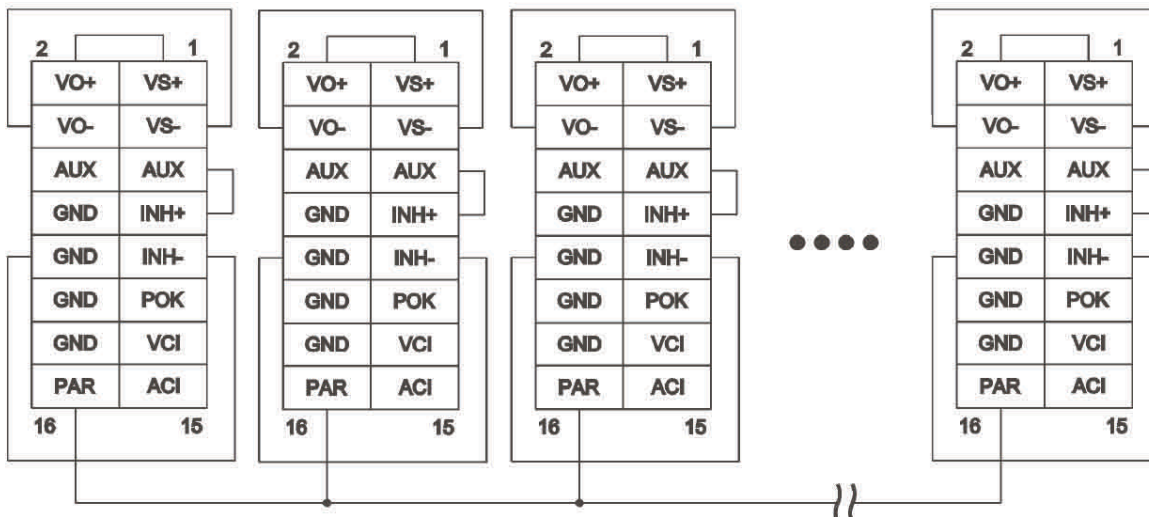 2 1 2 1 2 1 2 1
VO+ VS+ VO+ VS+ VO+ VS+ VO+ VS+
VO- VS- VO- VS- VO- VS- VO- VS-
AUX AUX AUX AUX AUX AUX AUX AUX
GND INH+ GND INH+ GND INH+ GND INH+
GND INH- GND INH- GND INH- GND INH-
GND POK GND POK GND POK GND POK
GND VCI GND VCI GND VCI GND VCI
PAR ACI PAR ACI PAR ACI PAR ACI
16 15 16 15 16 15 16 15